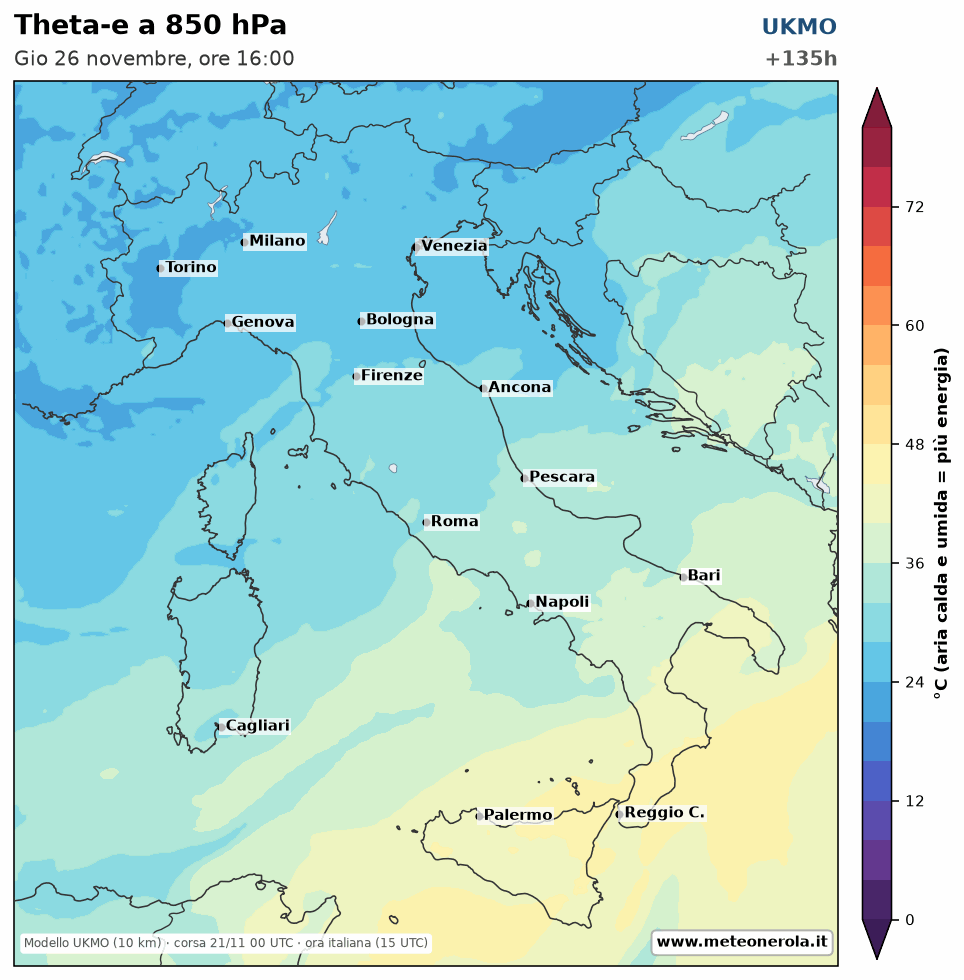 Theta-e a 850 hPa
UKMO
Gio 26 novembre, ore 16:00
+135h
Milano
Venezia
Torino
Genova
Bologna
Firenze
Ancona
Pescara
Roma
Bari
Napoli
Cagliari
Palermo
Reggio C.
72
60
48
36
24
12
0
°C (aria calda e umida = più energia)
Modello UKMO (10 km) · corsa 21/11 00 UTC · ora italiana (15 UTC)
www.meteonerola.it